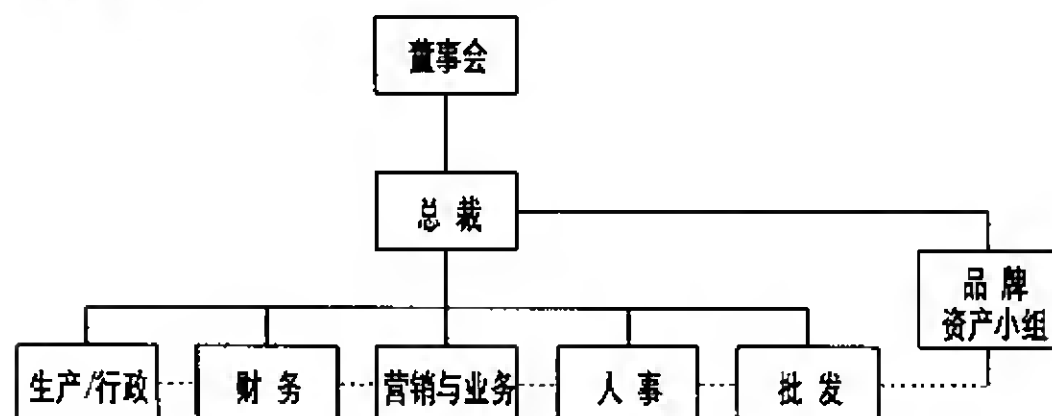 董事会
总裁
品牌
资产小组
生产/行政
财务
营销与业务
人事
批发